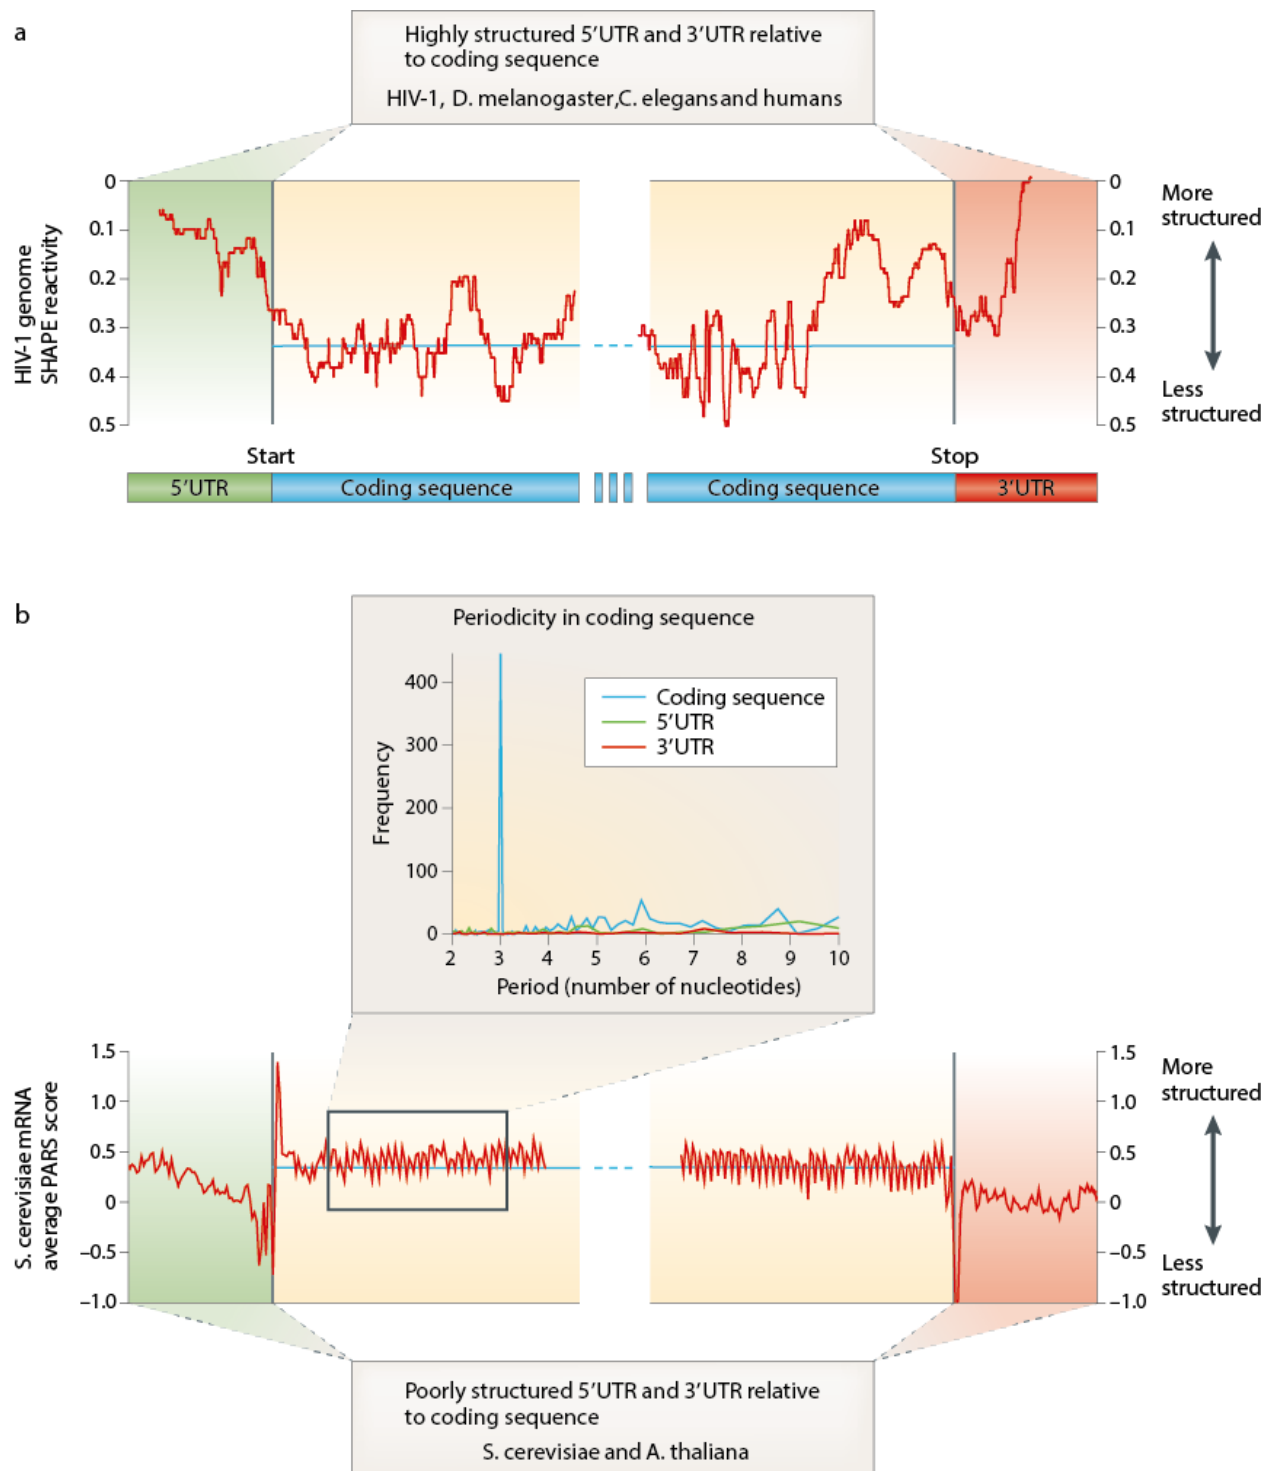 a
Highly structured 5'UTR and 3'UTR relative
to coding sequence
HIV-1, D. melanogaster,C. elegansand humans
HIV-1 genome
SHAPE reactivity
0
0.1
0.2
0.3
0.4
0.5
0
0.1
0.2
0.3
0.4
0.5
More
structured
Less
structured
Start
Stop
5'UTR
Coding sequence
Coding sequence
3'UTR
b
Periodicity in coding sequence
Frequency
400
300
200
100
0
Coding sequence
5'UTR
3'UTR
2 3 4 5 6 7 8 9 10
Period (number of nucleotides)
S. cerevisiae mRNA
average PARS score
1.5
1.0
0.5
0
–0.5
–1.0
1.5
1.0
0.5
0
–0.5
–1.0
More
structured
Less
structured
Poorly structured 5'UTR and 3'UTR relative
to coding sequence
S. cerevisiae and A. thaliana